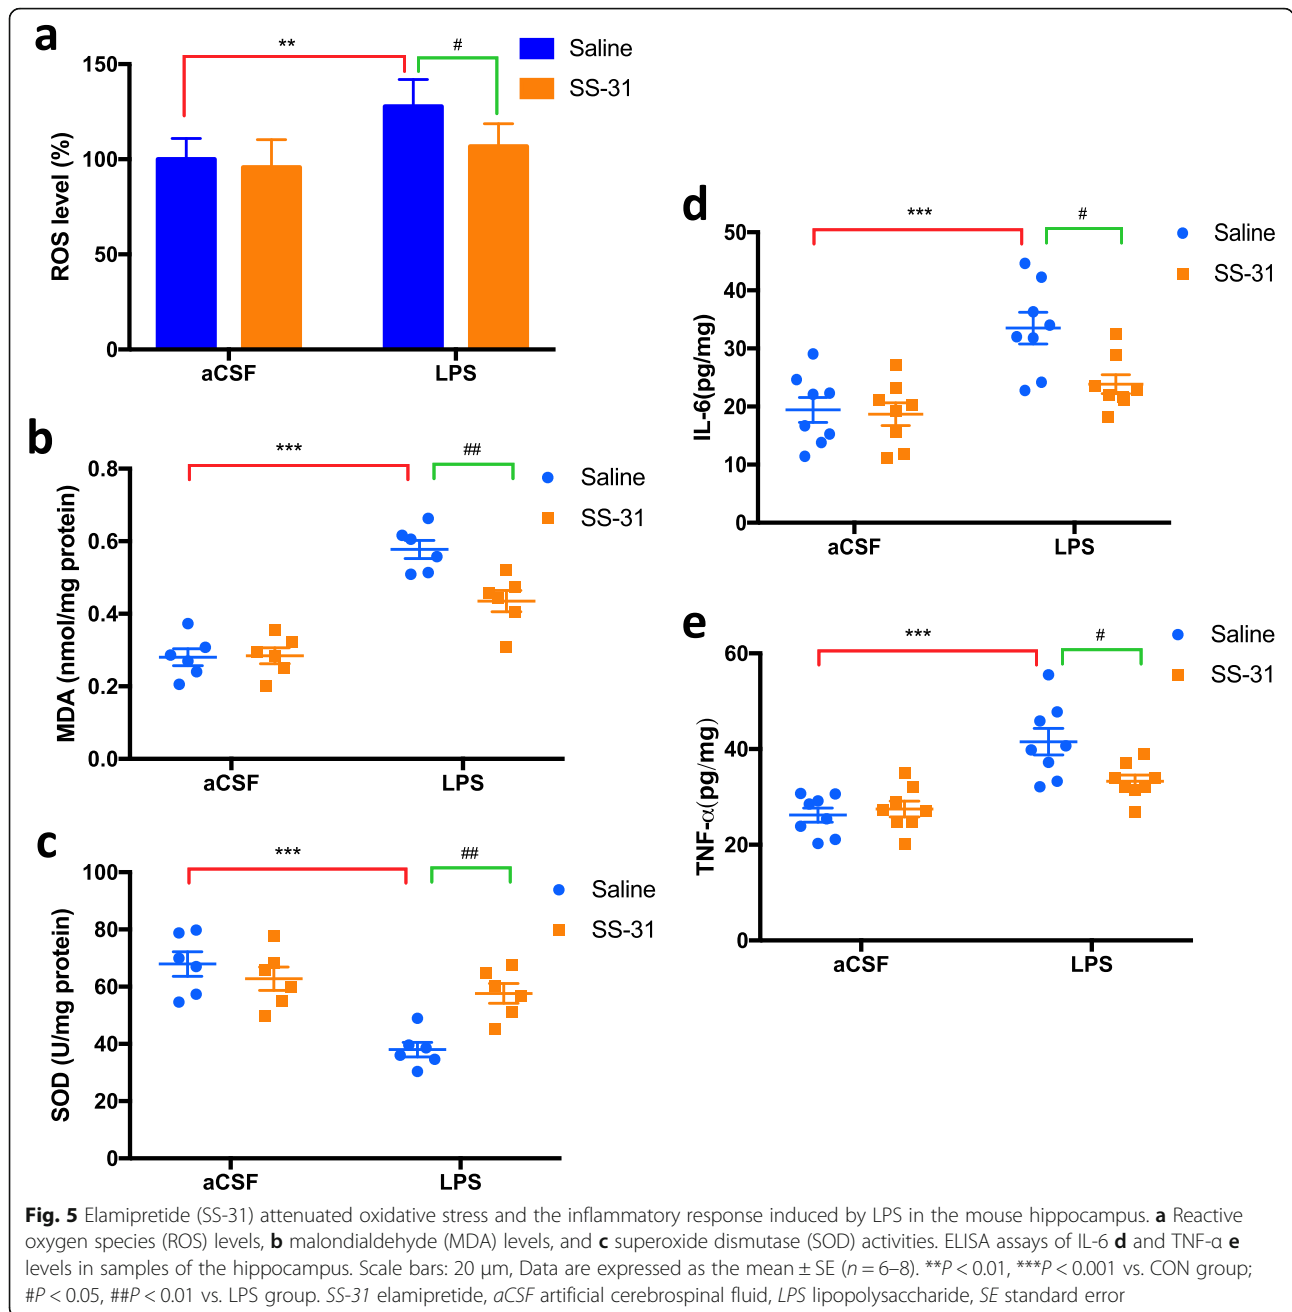 a
**
#
Saline
SS-31
ROS level (%)
150
100
50
0
aCSF
LPS
b
***
##
Saline
SS-31
MDA (nmol/mg protein)
0.8
0.6
0.4
0.2
0.0
aCSF
LPS
c
***
##
Saline
SS-31
SOD (U/mg protein)
100
80
60
40
20
0
aCSF
LPS
d
***
#
Saline
SS-31
IL-6(pg/mg)
50
40
30
20
10
0
aCSF
LPS
e
***
#
Saline
SS-31
TNF-α(pg/mg)
60
40
20
0
aCSF
LPS
Fig. 5 Elamipretide (SS-31) attenuated oxidative stress and the inflammatory response induced by LPS in the mouse hippocampus. a Reactive
oxygen species (ROS) levels, b malondialdehyde (MDA) levels, and c superoxide dismutase (SOD) activities. ELISA assays of IL-6 d and TNF-α e
levels in samples of the hippocampus. Scale bars: 20 μm, Data are expressed as the mean ± SE (n = 6–8). **P < 0.01, ***P < 0.001 vs. CON group;
#P < 0.05, ##P < 0.01 vs. LPS group. SS-31 elamipretide, aCSF artificial cerebrospinal fluid, LPS lipopolysaccharide, SE standard error